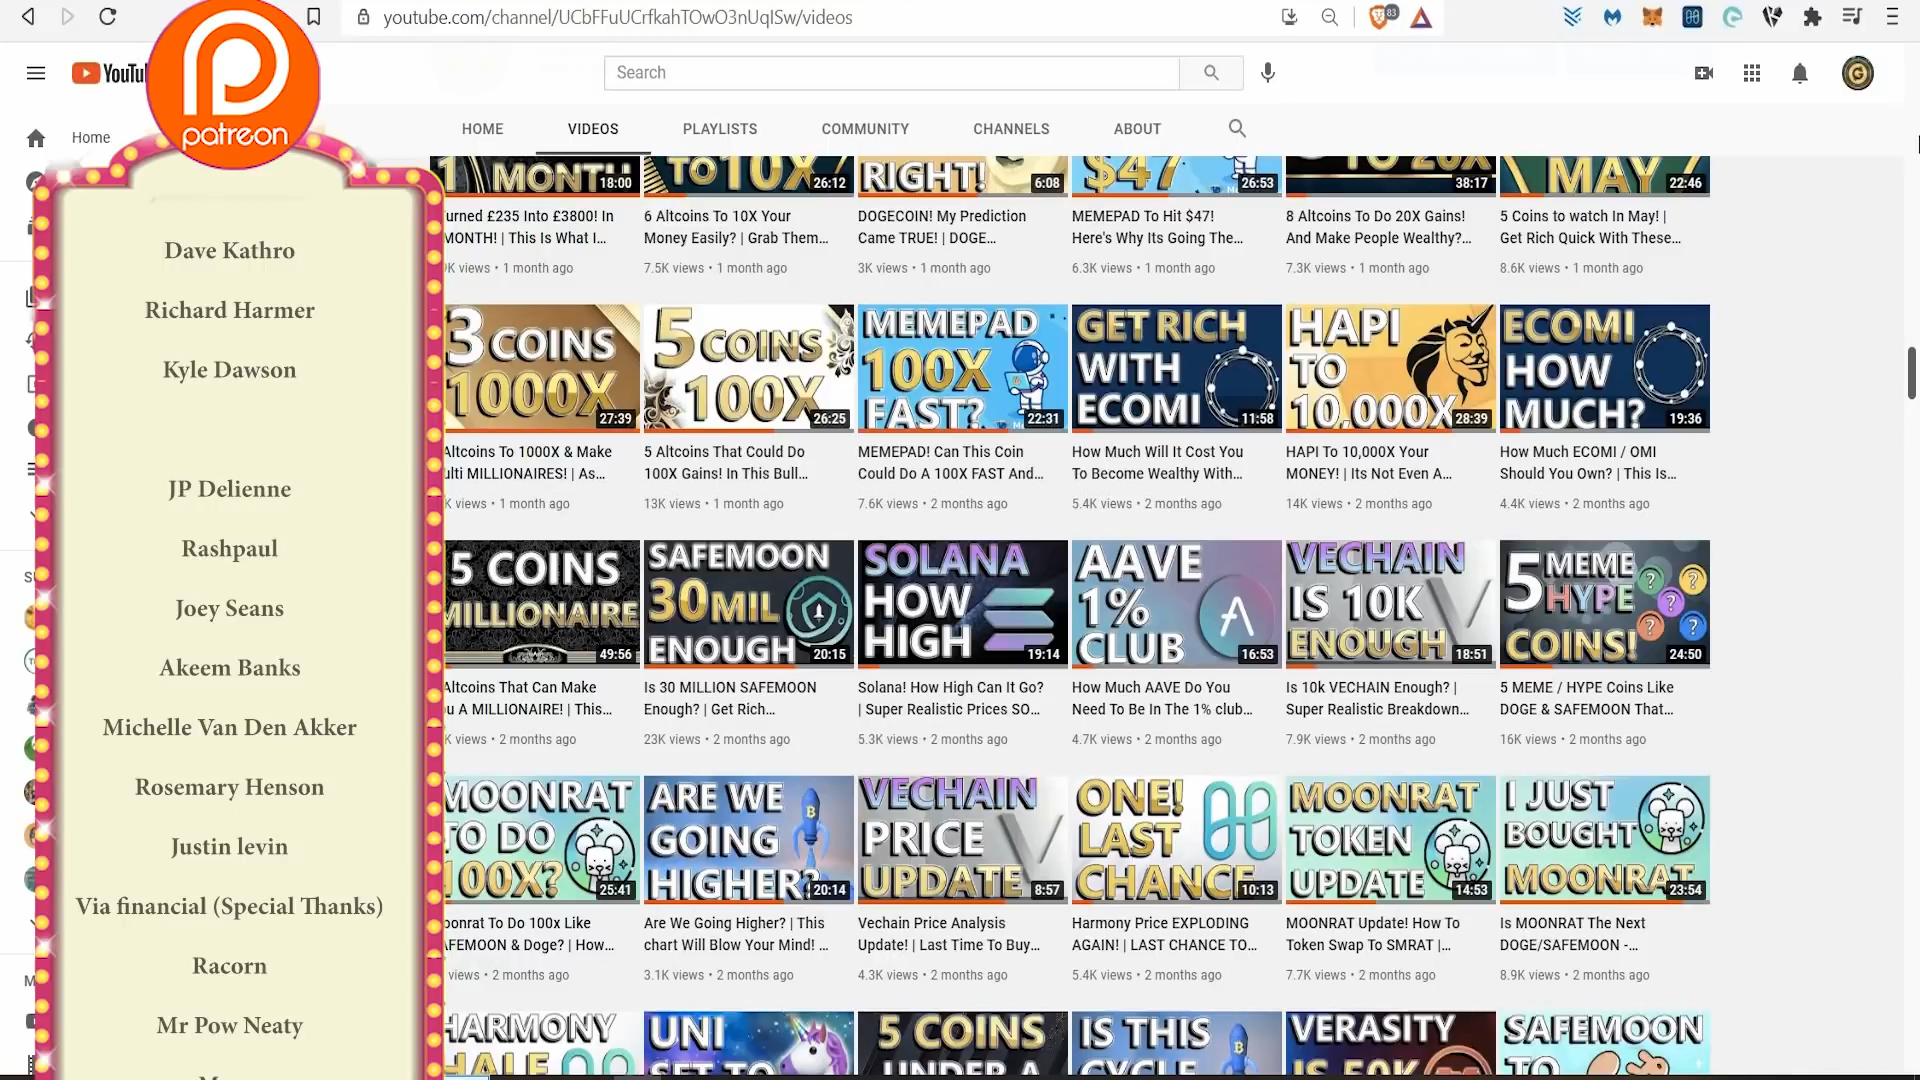 youtube.com/channel/UCbFFuUCrfkahTOwO3nUqISw/videos
83
YouTu
Search
patreon
Home
HOME
VIDEOS
PLAYLISTS
COMMUNITY
CHANNELS
ABOUT
Dave Kathro
Richard Harmer
Kyle Dawson
JP Delienne
Rashpaul
Joey Seans
Akeem Banks
Michelle Van Den Akker
Rosemary Henson
Justin levin
Via financial (Special Thanks)
Racorn
Mr Pow Neaty
1 MONTH
18:00
urned £235 Into £3800! In
MONTH! | This Is What I...
K views • 1 month ago
TO 10X
26:12
6 Altcoins To 10X Your
Money Easily? | Grab Them...
7.5K views • 1 month ago
RIGHT!
6:08
DOGECOIN! My Prediction
Came TRUE! | DOGE...
3K views • 1 month ago
$47
26:53
MEMEPAD To Hit $47!
Here's Why Its Going The...
6.3K views • 1 month ago
TO 20X
38:17
8 Altcoins To Do 20X Gains!
And Make People Wealthy?...
7.3K views • 1 month ago
MAY
22:46
5 Coins to watch In May! |
Get Rich Quick With These...
8.6K views • 1 month ago
3 COINS
1000X
27:39
Altcoins To 1000X & Make
ulti MILLIONAIRES! | As...
K views • 1 month ago
5 COINS
100X
26:25
5 Altcoins That Could Do
100X Gains! In This Bull...
13K views • 1 month ago
MEMEPAD
100X
FAST?
22:31
MEMEPAD! Can This Coin
Could Do A 100X FAST And...
7.6K views • 2 months ago
GET RICH
WITH
ECOMI
11:58
How Much Will It Cost You
To Become Wealthy With...
5.4K views • 2 months ago
HAPI
TO
10,000X
28:39
HAPI To 10,000X Your
MONEY! | Its Not Even A...
14K views • 2 months ago
ECOMI
HOW
MUCH?
19:36
How Much ECOMI / OMI
Should You Own? | This Is...
4.4K views • 2 months ago
5 COINS
MILLIONAIRE
49:56
Altcoins That Can Make
u A MILLIONAIRE! | This...
K views • 2 months ago
SAFEMOON
30MIL
ENOUGH
20:15
Is 30 MILLION SAFEMOON
Enough? | Get Rich...
23K views • 2 months ago
SOLANA
HOW
HIGH
19:14
Solana! How High Can It Go?
| Super Realistic Prices SO...
5.3K views • 2 months ago
AAVE
1%
CLUB
16:53
How Much AAVE Do You
Need To Be In The 1% club...
4.7K views • 2 months ago
VECHAIN
IS 10K
ENOUGH
18:51
Is 10k VECHAIN Enough? |
Super Realistic Breakdown...
7.9K views • 2 months ago
5 MEME
HYPE
COINS!
24:50
5 MEME / HYPE Coins Like
DOGE & SAFEMOON That...
16K views • 2 months ago
MOONRAT
TO DO
100X?
25:41
oonrat To Do 100x Like
AFEMOON & Doge? | How...
views • 2 months ago
ARE WE
GOING
HIGHER?
20:14
Are We Going Higher? | This
chart Will Blow Your Mind! ...
3.1K views • 2 months ago
VECHAIN
PRICE
UPDATE
8:57
Vechain Price Analysis
Update! | Last Time To Buy...
4.3K views • 2 months ago
ONE!
LAST
CHANCE
10:13
Harmony Price EXPLODING
AGAIN! | LAST CHANCE TO...
5.4K views • 2 months ago
MOONRAT
TOKEN
UPDATE
14:53
MOONRAT Update! How To
Token Swap To SMRAT |...
7.7K views • 2 months ago
I JUST
BOUGHT
MOONRAT
23:54
Is MOONRAT The Next
DOGE/SAFEMOON -...
8.9K views • 2 months ago
HARMONY
UNI
SET TO
5 COINS
UNDER A
IS THIS
CYCLE
VERASITY
IS 50K
SAFEMOON
TO